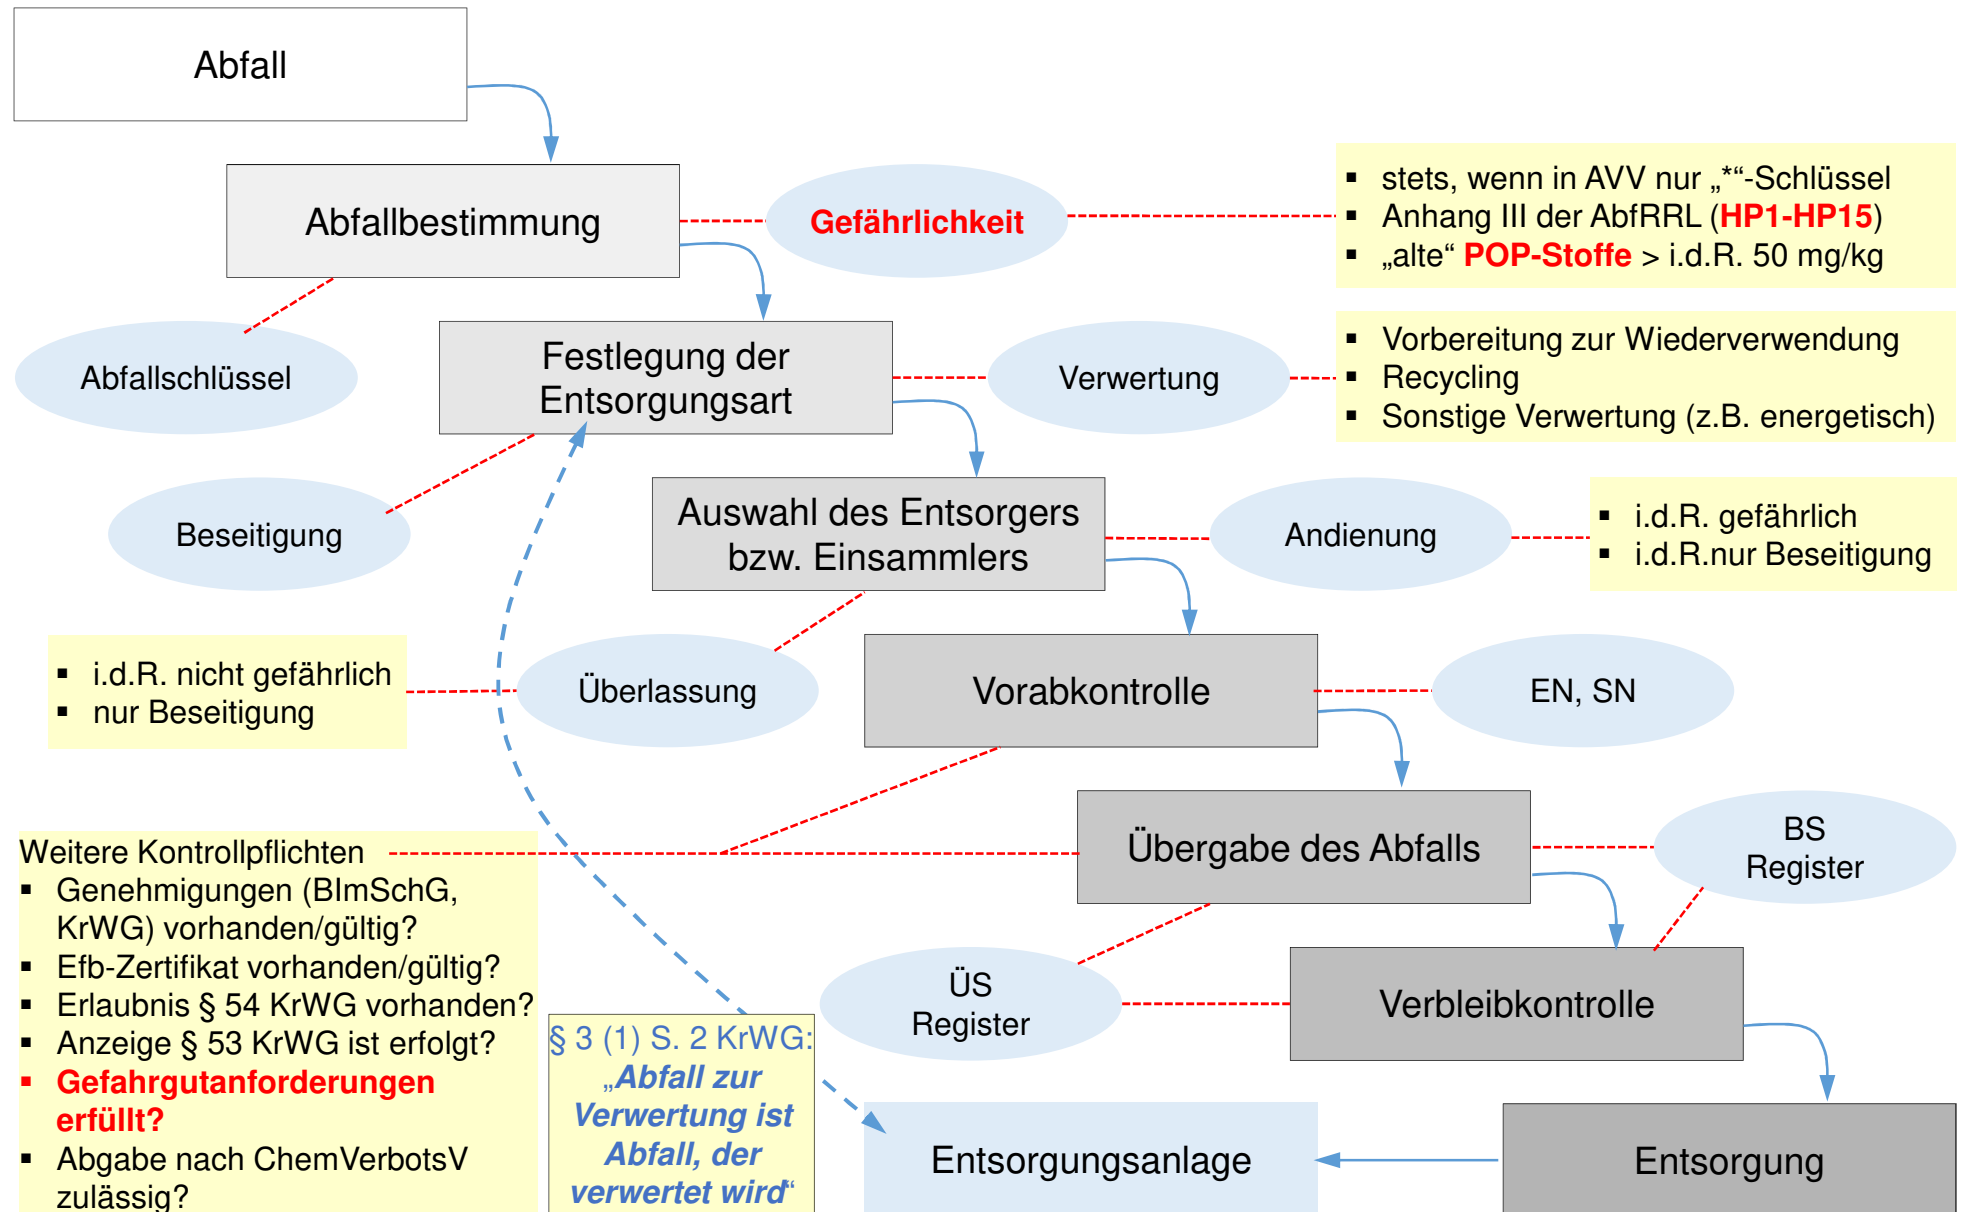 Abfall
Abfallbestimmung
Gefährlichkeit
▪ stets, wenn in AVV nur „*“-Schlüssel
▪ Anhang III der AbfRRL (HP1-HP15)
▪ „alte“ POP-Stoffe > i.d.R. 50 mg/kg
Abfallschlüssel
Festlegung der
Entsorgungsart
Verwertung
▪ Vorbereitung zur Wiederverwendung
▪ Recycling
▪ Sonstige Verwertung (z.B. energetisch)
Beseitigung
Auswahl des Entsorgers
bzw. Einsammlers
Andienung
▪ i.d.R. gefährlich
▪ i.d.R.nur Beseitigung
▪ i.d.R. nicht gefährlich
▪ nur Beseitigung
Überlassung
Vorabkontrolle
EN, SN
Übergabe des Abfalls
BS
Register
Weitere Kontrollpflichten
▪ Genehmigungen (BImSchG,
KrWG) vorhanden/gültig?
▪ Efb-Zertifikat vorhanden/gültig?
▪ Erlaubnis § 54 KrWG vorhanden?
▪ Anzeige § 53 KrWG ist erfolgt?
▪ Gefahrgutanforderungen
erfüllt?
▪ Abgabe nach ChemVerbotsV
zulässig?
ÜS
Register
Verbleibkontrolle
§ 3 (1) S. 2 KrWG:
„Abfall zur
Verwertung ist
Abfall, der
verwertet wird“
Entsorgungsanlage
Entsorgung